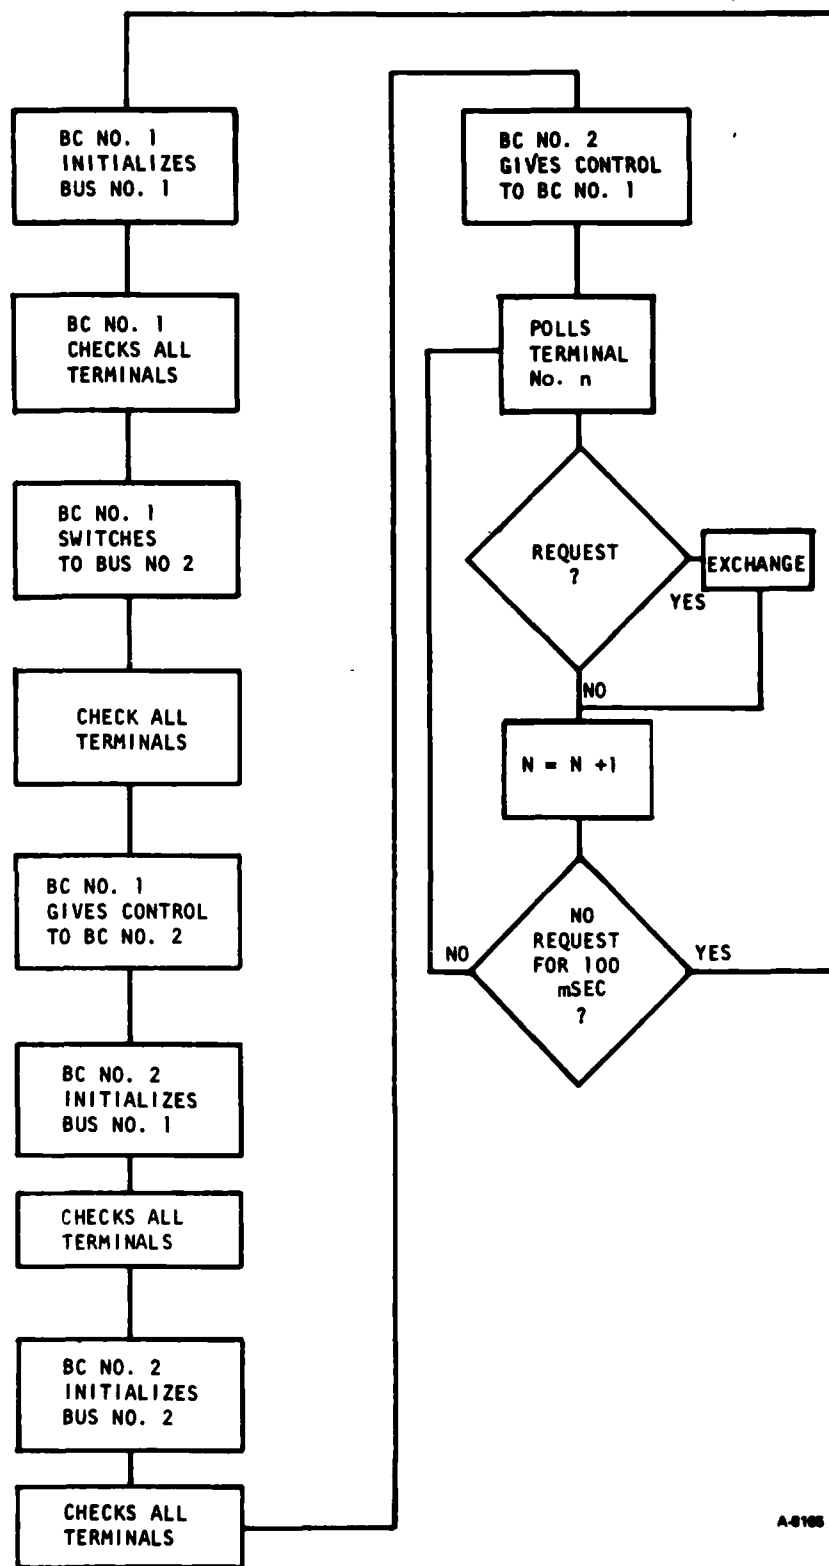 BC NO. 1
INITIALIZES
BUS NO. 1
BC NO. 1
CHECKS ALL
TERMINALS
BC NO. 1
SWITCHES
TO BUS NO 2
CHECK ALL
TERMINALS
BC NO. 1
GIVES CONTROL
TO BC NO. 2
BC NO. 2
INITIALIZES
BUS NO. 1
CHECKS ALL
TERMINALS
BC NO. 2
INITIALIZES
BUS NO. 2
CHECKS ALL
TERMINALS
BC NO. 2
GIVES CONTROL
TO BC NO. 1
POLLS
TERMINAL
No. n
REQUEST
?
YES
EXCHANGE
NO
N = N +1
NO
REQUEST
FOR 100
mSEC
?
NO
YES
A-8165